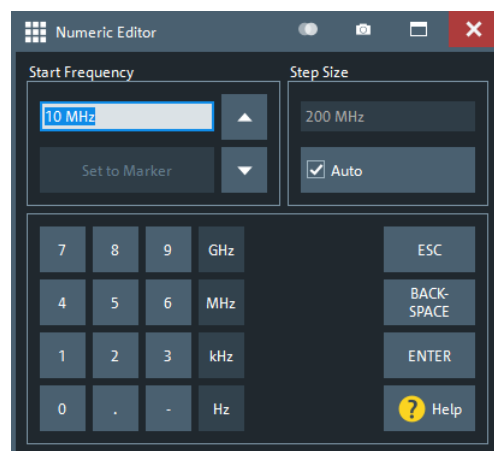 Numeric Editor
Start Frequency
Step Size
10 MHz
200 MHz
Set to Marker
Auto
7 8 9 GHz ESC
4 5 6 MHz BACK-
SPACE
1 2 3 kHz ENTER
0 . - Hz ? Help